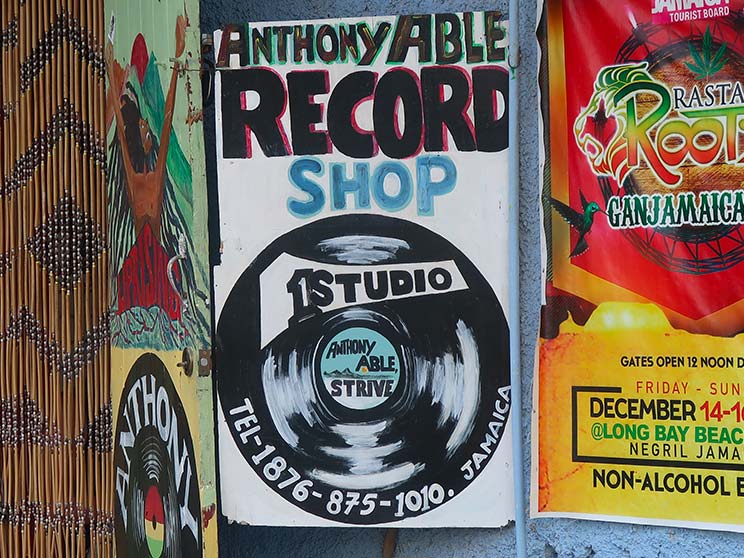 ANTHONY ABLE
RECORD
SHOP
1STUDIO
ANTHONY
ABLE,
STRIVE
TEL-1876-875-1010. JAMAICA
ANTHONY
JAMAICA
TOURIST BOARD
RASTA
ROOT
GANJAMAICA
GATES OPEN 12 NOON D
FRIDAY - SUN
DECEMBER 14-1
@LONG BAY BEAC
NEGRIL JAMA
NON-ALCOHOL